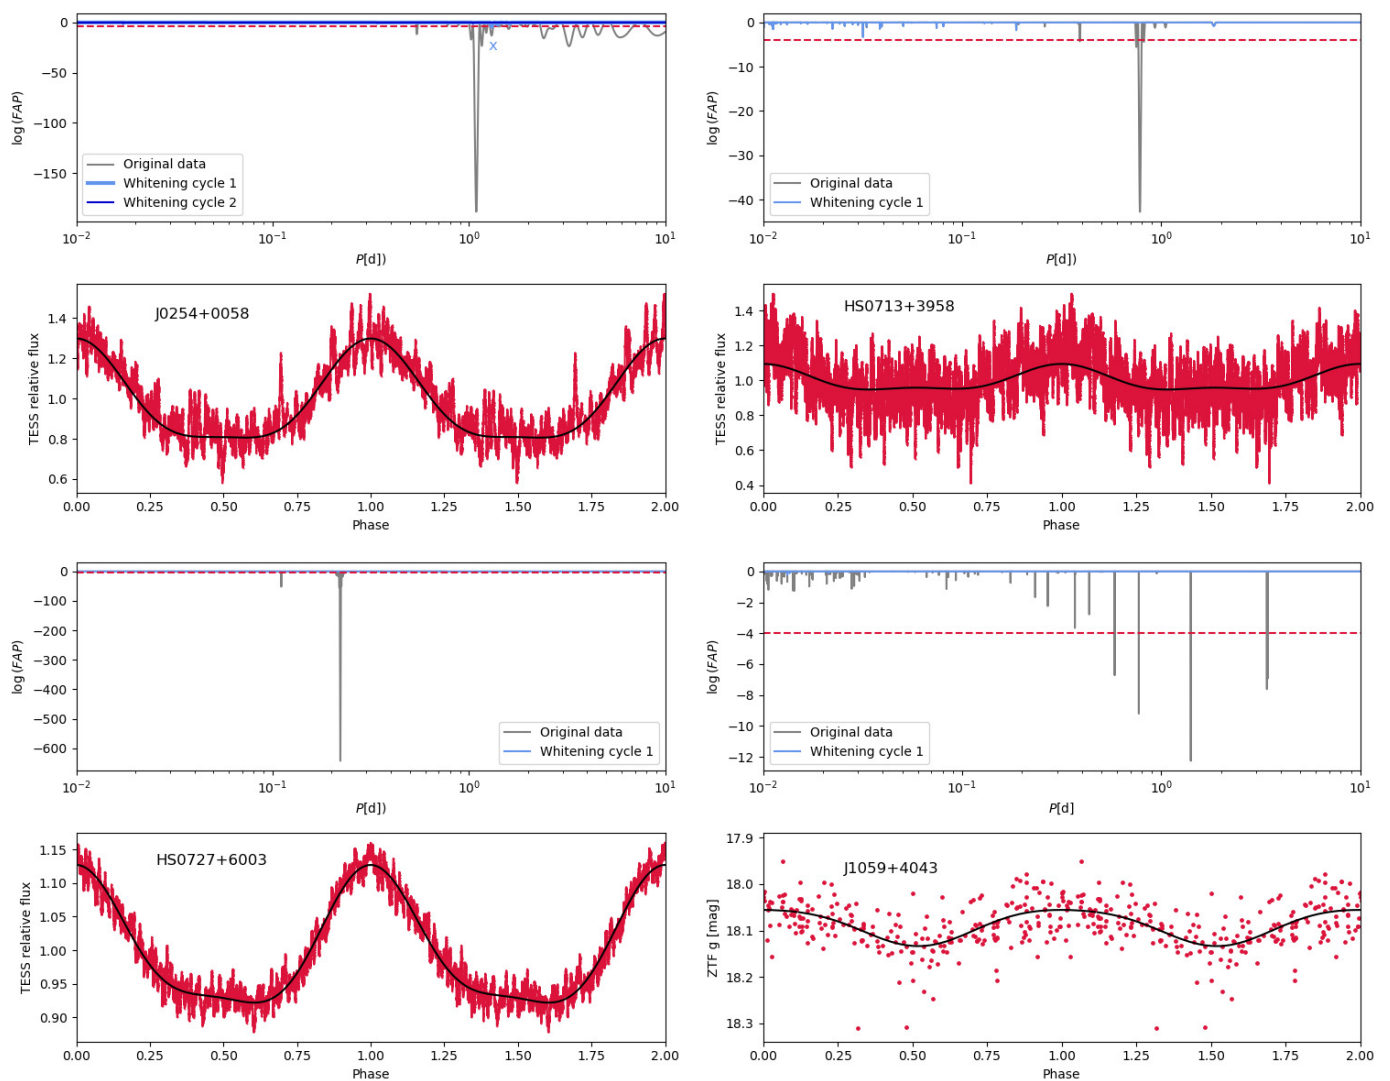 0
−50
−100
−150
log (FAP)
Original data
Whitening cycle 1
Whitening cycle 2
x
10⁻² 10⁻¹ 10⁰ 10¹
P[d])
0
−10
−20
−30
−40
log (FAP)
Original data
Whitening cycle 1
10⁻² 10⁻¹ 10⁰ 10¹
P[d])
J0254+0058
1.4
1.2
1.0
0.8
0.6
TESS relative flux
0.00 0.25 0.50 0.75 1.00 1.25 1.50 1.75 2.00
Phase
HS0713+3958
1.4
1.2
1.0
0.8
0.6
0.4
TESS relative flux
0.00 0.25 0.50 0.75 1.00 1.25 1.50 1.75 2.00
Phase
0
−100
−200
−300
−400
−500
−600
log (FAP)
Original data
Whitening cycle 1
10⁻² 10⁻¹ 10⁰ 10¹
P[d])
0
−2
−4
−6
−8
−10
−12
log (FAP)
Original data
Whitening cycle 1
10⁻² 10⁻¹ 10⁰ 10¹
P[d]
HS0727+6003
1.15
1.10
1.05
1.00
0.95
0.90
TESS relative flux
0.00 0.25 0.50 0.75 1.00 1.25 1.50 1.75 2.00
Phase
J1059+4043
17.9
18.0
18.1
18.2
18.3
ZTF g [mag]
0.00 0.25 0.50 0.75 1.00 1.25 1.50 1.75 2.00
Phase